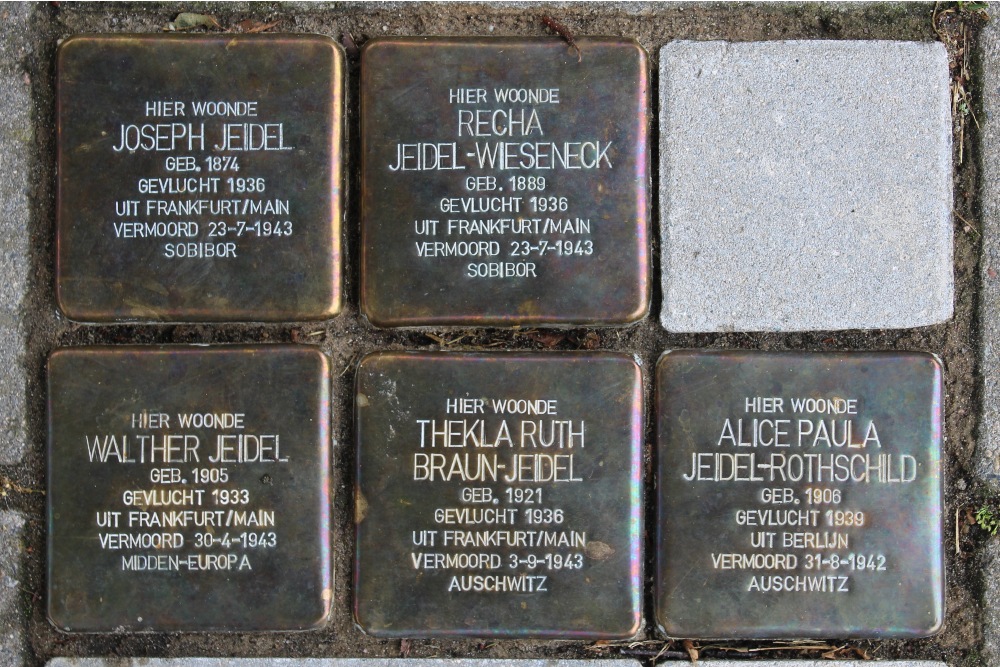 HIER WOONDE
JOSEPH JEIDEL
GEB. 1874
GEVLUCHT 1936
UIT FRANKFURT/MAIN
VERMOORD 23-7-1943
SOBIBOR
HIER WOONDE
RECHA
JEIDEL-WIESENECK
GEB. 1889
GEVLUCHT 1936
UIT FRANKFURT/MAIN
VERMOORD 23-7-1943
SOBIBOR
HIER WOONDE
WALTHER JEIDEL
GEB. 1905
GEVLUCHT 1933
UIT FRANKFURT/MAIN
VERMOORD 30-4-1943
MIDDEN-EUROPA
HIER WOONDE
THEKLA RUTH
BRAUN-JEIDEL
GEB. 1921
GEVLUCHT 1936
UIT FRANKFURT/MAIN
VERMOORD 3-9-1943
AUSCHWITZ
HIER WOONDE
ALICE PAULA
JEIDEL-ROTHSCHILD
GEB. 1906
GEVLUCHT 1939
UIT BERLIJN
VERMOORD 31-8-1942
AUSCHWITZ